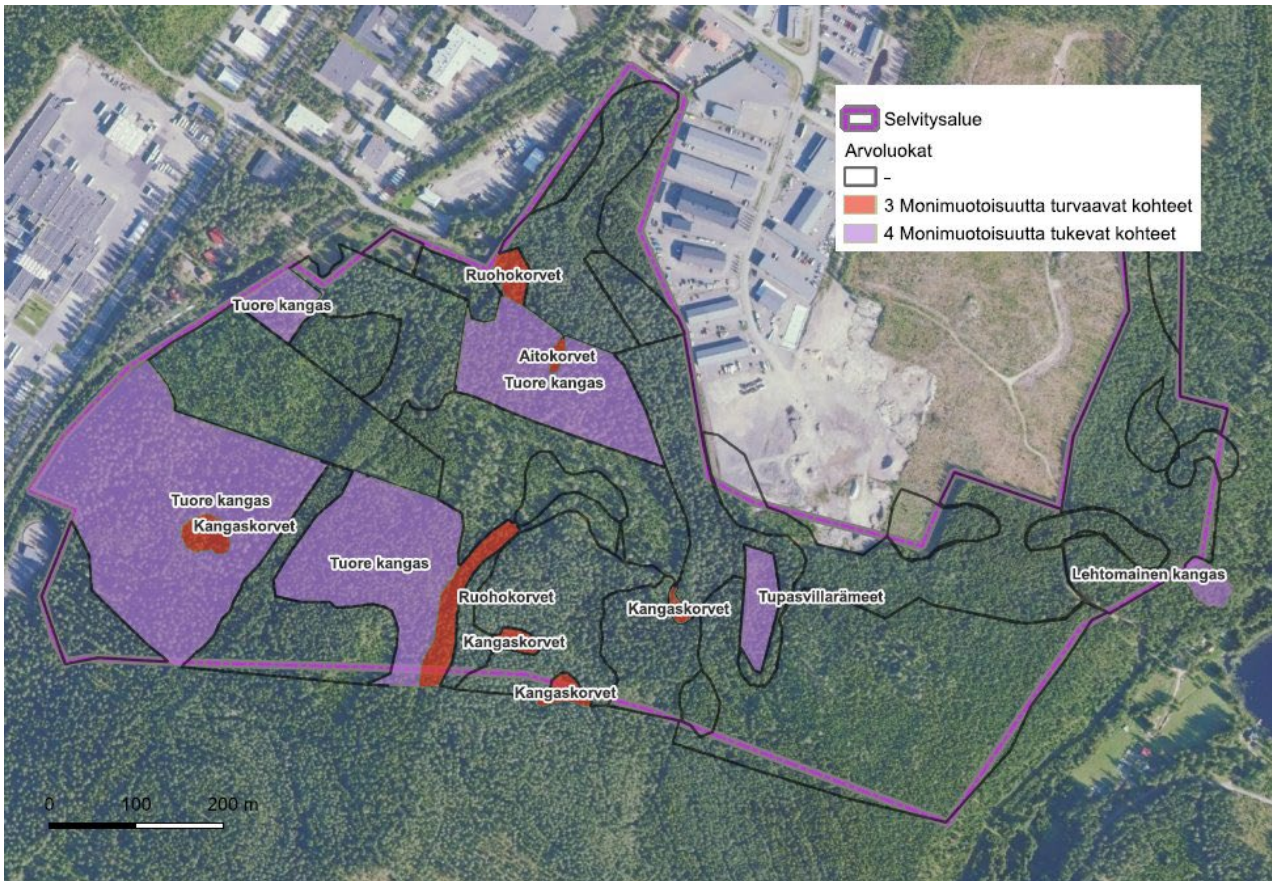 Selvitysalue
Arvoluokat
-
3 Monimuotoisuutta turvaavat kohteet
4 Monimuotoisuutta tukevat kohteet
Ruohokorvet
Tuore kangas
Aitokorvet
Tuore kangas
Tuore kangas
Kangaskorvet
Tuore kangas
Lehtomainen kangas
Ruohokorvet
Kangaskorvet
Tupasvillarämeet
Kangaskorvet
Kangaskorvet
0 100 200 m